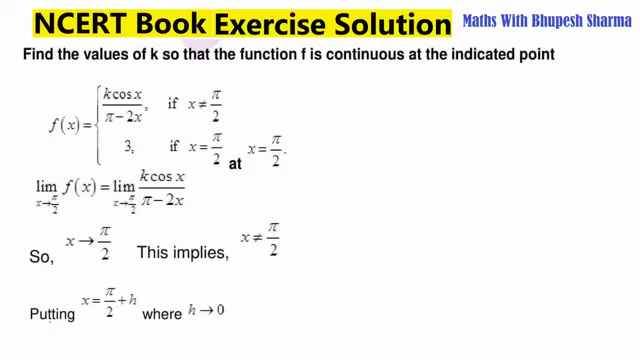 NCERT Book Exercise Solution
Maths With Bhupesh Sharma
Find the values of k so that the function f is continuous at the indicated point
f(x) = { k cos x / π − 2x, if x ≠ π/2
3, if x = π/2 at x = π/2.
lim x→π/2 f(x) = lim x→π/2 k cos x / π − 2x
So, x → π/2 This implies, x ≠ π/2
Putting x = π/2 + h where h → 0